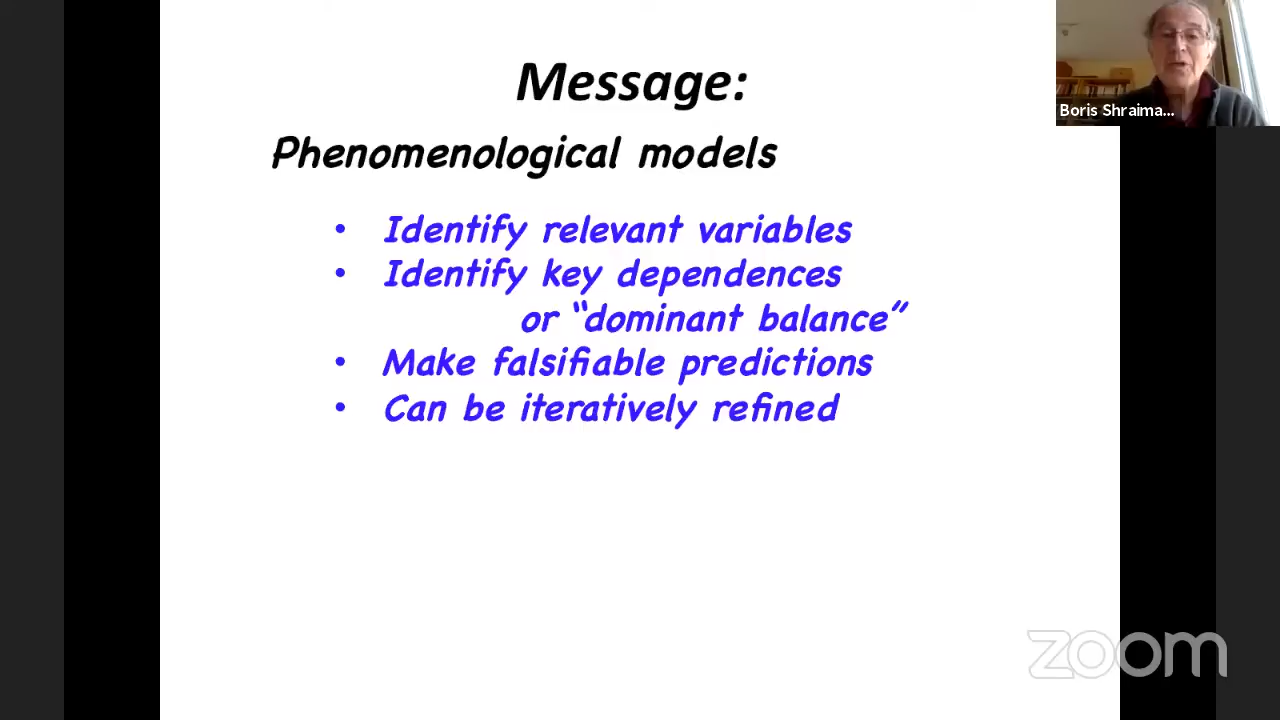 Message:
Phenomenological models
• Identify relevant variables
• Identify key dependences
or “dominant balance”
• Make falsifiable predictions
• Can be iteratively refined
Boris Shraima...
zoom